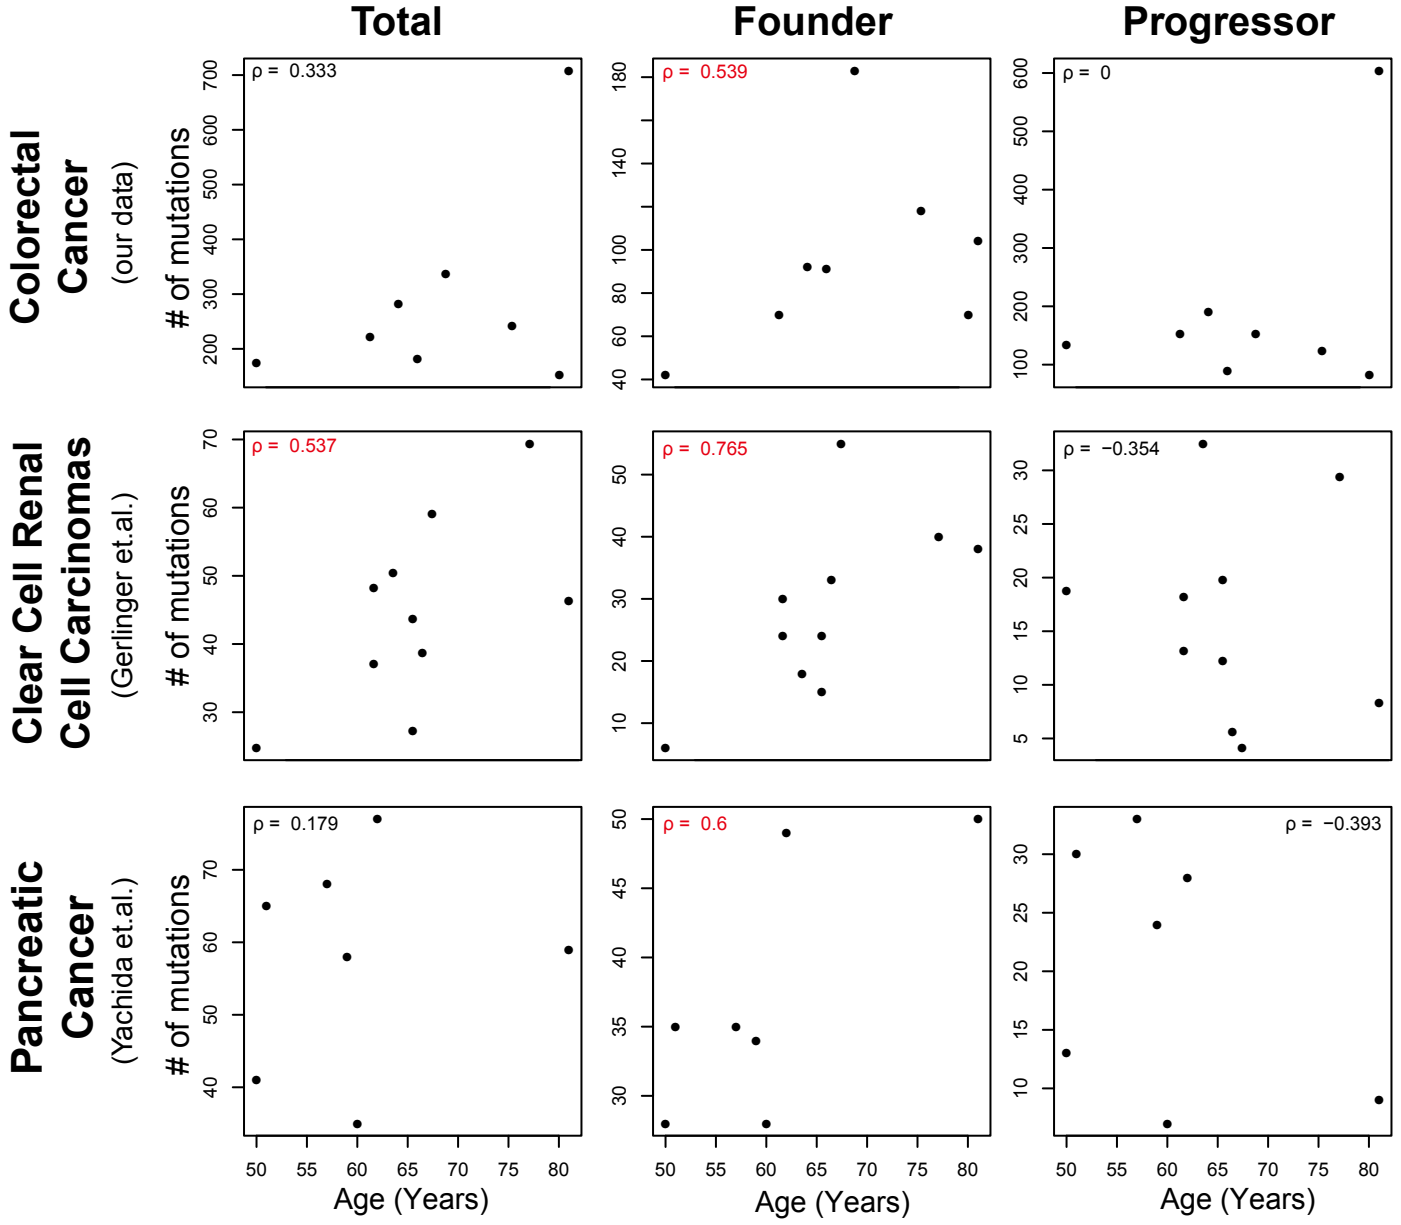 Total
Founder
Progressor
Colorectal
Cancer
(our data)
# of mutations
ρ = 0.333
700
600
500
400
300
200
ρ = 0.539
180
140
100
80
60
40
ρ = 0
600
500
400
300
200
100
Clear Cell Renal
Cell Carcinomas
(Gerlinger et.al.)
# of mutations
ρ = 0.537
70
60
50
40
30
ρ = 0.765
50
40
30
20
10
ρ = −0.354
30
25
20
15
10
5
Pancreatic
Cancer
(Yachida et.al.)
# of mutations
ρ = 0.179
70
60
50
40
ρ = 0.6
50
45
40
35
30
ρ = −0.393
30
25
20
15
10
50 55 60 65 70 75 80
50 55 60 65 70 75 80
50 55 60 65 70 75 80
Age (Years)
Age (Years)
Age (Years)